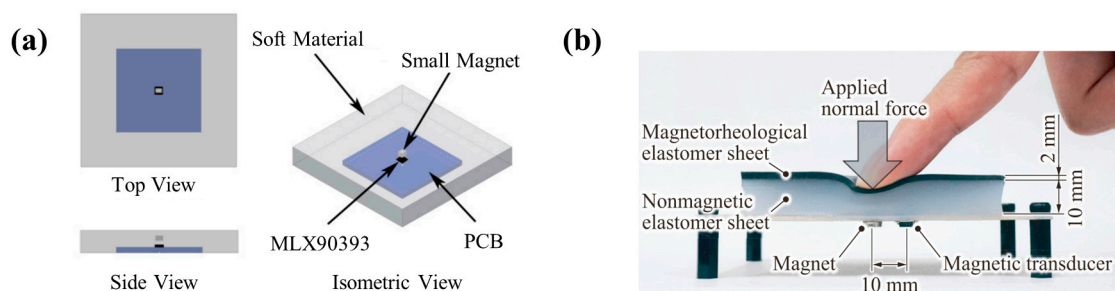 (a)
Top View
Side View
Soft Material
Small Magnet
MLX90393
PCB
Isometric View
(b)
Applied
normal force
Magnetorheological
elastomer sheet
Nonmagnetic
elastomer sheet
2 mm
10 mm
Magnet
Magnetic transducer
10 mm